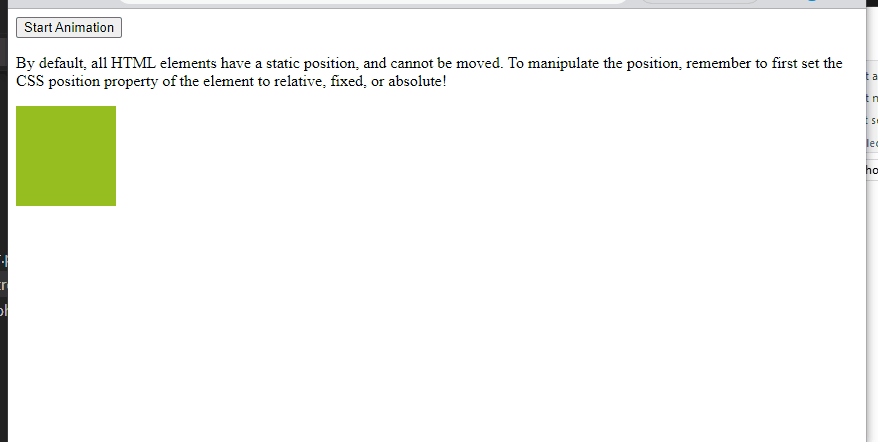 Start Animation
By default, all HTML elements have a static position, and cannot be moved. To manipulate the position, remember to first set the
CSS position property of the element to relative, fixed, or absolute!